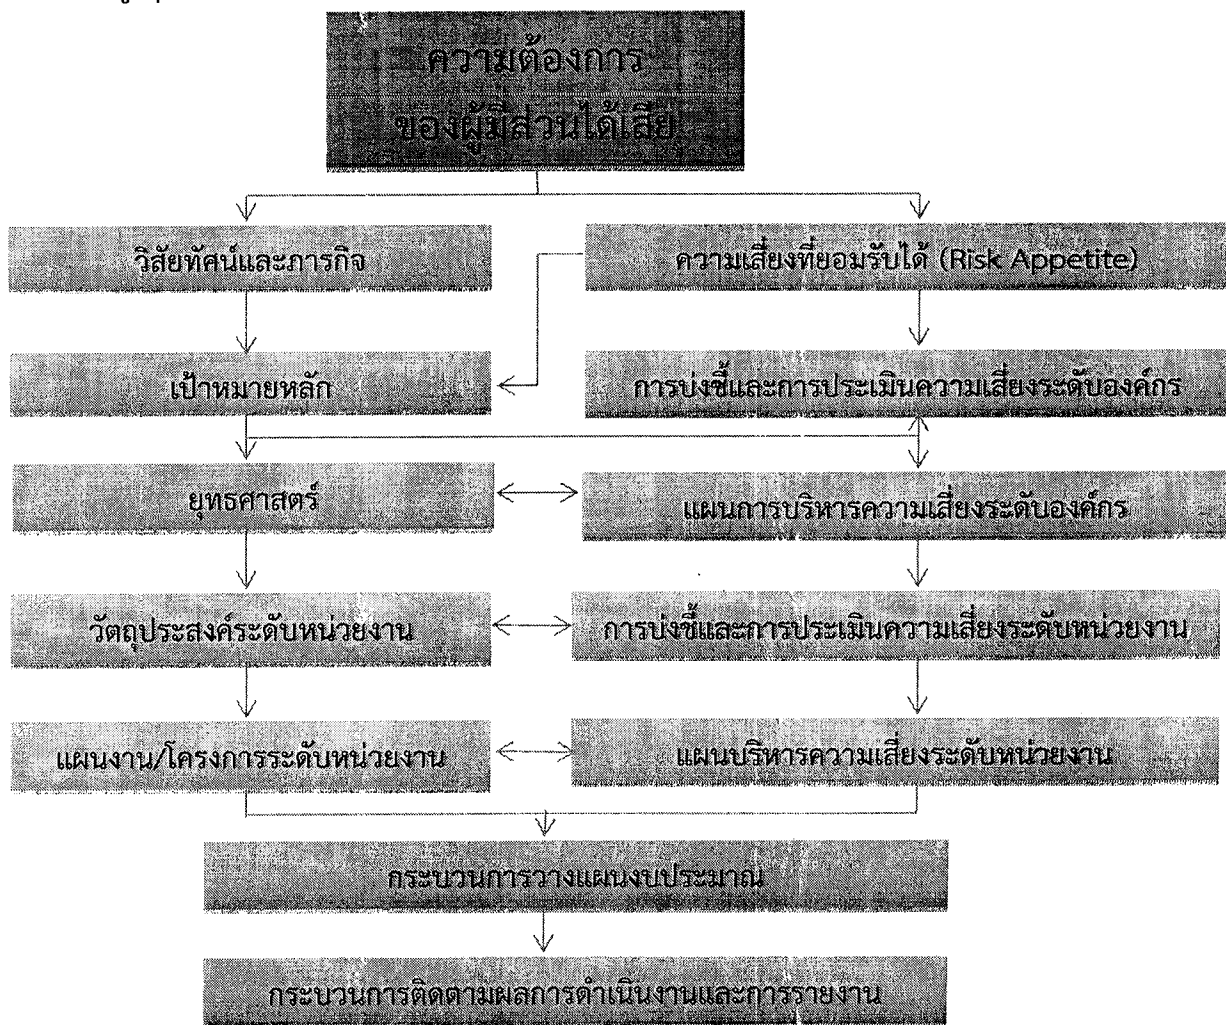 ความต้องการ
ของผู้มีส่วนได้เสีย
วิสัยทัศน์และภารกิจ
ความเสี่ยงที่ยอมรับได้ (Risk Appetite)
เป้าหมายหลัก
การบ่งชี้และการประเมินความเสี่ยงระดับองค์กร
ยุทธศาสตร์
แผนการบริหารความเสี่ยงระดับองค์กร
วัตถุประสงค์ระดับหน่วยงาน
การบ่งชี้และการประเมินความเสี่ยงระดับหน่วยงาน
แผนงาน/โครงการระดับหน่วยงาน
แผนบริหารความเสี่ยงระดับหน่วยงาน
กระบวนการวางแผนงบประมาณ
กระบวนการติดตามผลการดำเนินงานและการรายงาน